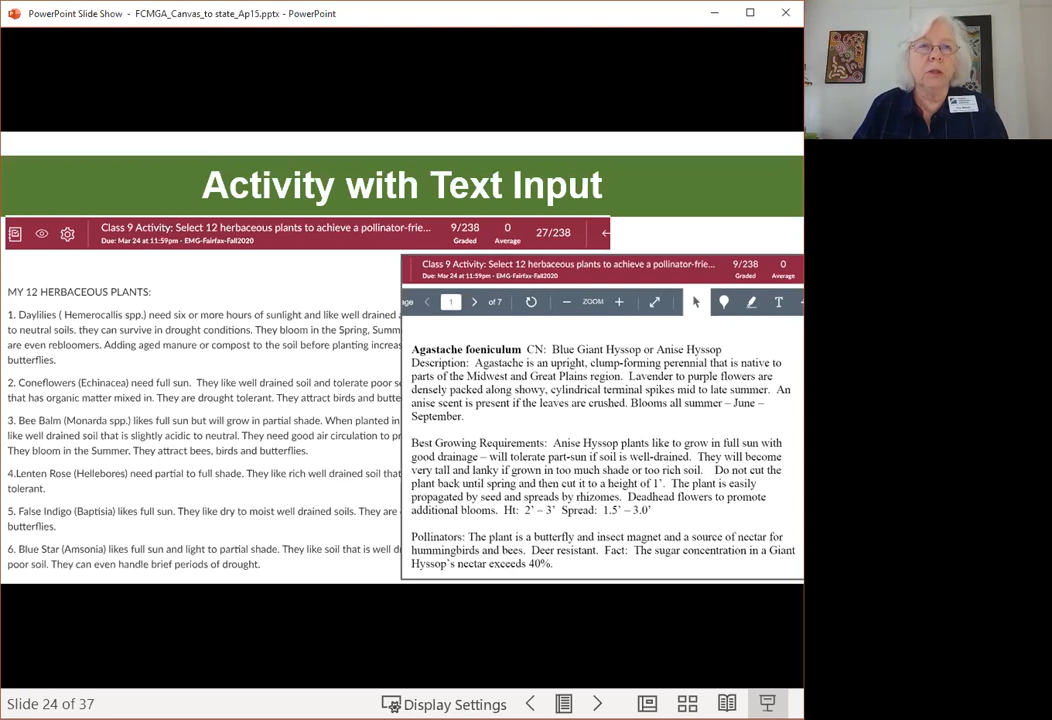 PowerPoint Slide Show - FCMGA_Canvas_to state_Ap15.pptx - PowerPoint
Activity with Text Input
Class 9 Activity: Select 12 herbaceous plants to achieve a pollinator-frie...
Due: Mar 24 at 11:59pm - EMG-Fairfax-Fall2020
9/238
Graded
0
Average
27/238
MY 12 HERBACEOUS PLANTS:
1. Daylilies ( Hemerocallis spp.) need six or more hours of sunlight and like well drained
to neutral soils. they can survive in drought conditions. They bloom in the Spring, Summ
are even rebloomers. Adding aged manure or compost to the soil before planting increas
butterflies.
2. Coneflowers (Echinacea) need full sun. They like well drained soil and tolerate poor s
that has organic matter mixed in. They are drought tolerant. They attract birds and butte
3. Bee Balm (Monarda spp.) likes full sun but will grow in partial shade. When planted in
like well drained soil that is slightly acidic to neutral. They need good air circulation to pr
They bloom in the Summer. They attract bees, birds and butterflies.
4.Lenten Rose (Hellebores) need partial to full shade. They like rich well drained soil that
tolerant.
5. False Indigo (Baptisia) likes full sun. They like dry to moist well drained soils. They are
butterflies.
6. Blue Star (Amsonia) likes full sun and light to partial shade. They like soil that is well d
poor soil. They can even handle brief periods of drought.
Class 9 Activity: Select 12 herbaceous plants to achieve a pollinator-frie...
Due: Mar 24 at 11:59pm - EMG-Fairfax-Fall2020
9/238
Graded
0
Average
age 1 of 7 ZOOM T
Agastache foeniculum CN: Blue Giant Hyssop or Anise Hyssop
Description: Agastache is an upright, clump-forming perennial that is native to
parts of the Midwest and Great Plains region. Lavender to purple flowers are
densely packed along showy, cylindrical terminal spikes mid to late summer. An
anise scent is present if the leaves are crushed. Blooms all summer – June –
September.
Best Growing Requirements: Anise Hyssop plants like to grow in full sun with
good drainage – will tolerate part-sun if soil is well-drained. They will become
very tall and lanky if grown in too much shade or too rich soil. Do not cut the
plant back until spring and then cut it to a height of 1'. The plant is easily
propagated by seed and spreads by rhizomes. Deadhead flowers to promote
additional blooms. Ht: 2' – 3' Spread: 1.5' – 3.0'
Pollinators: The plant is a butterfly and insect magnet and a source of nectar for
hummingbirds and bees. Deer resistant. Fact: The sugar concentration in a Giant
Hyssop's nectar exceeds 40%.
Slide 24 of 37
Display Settings